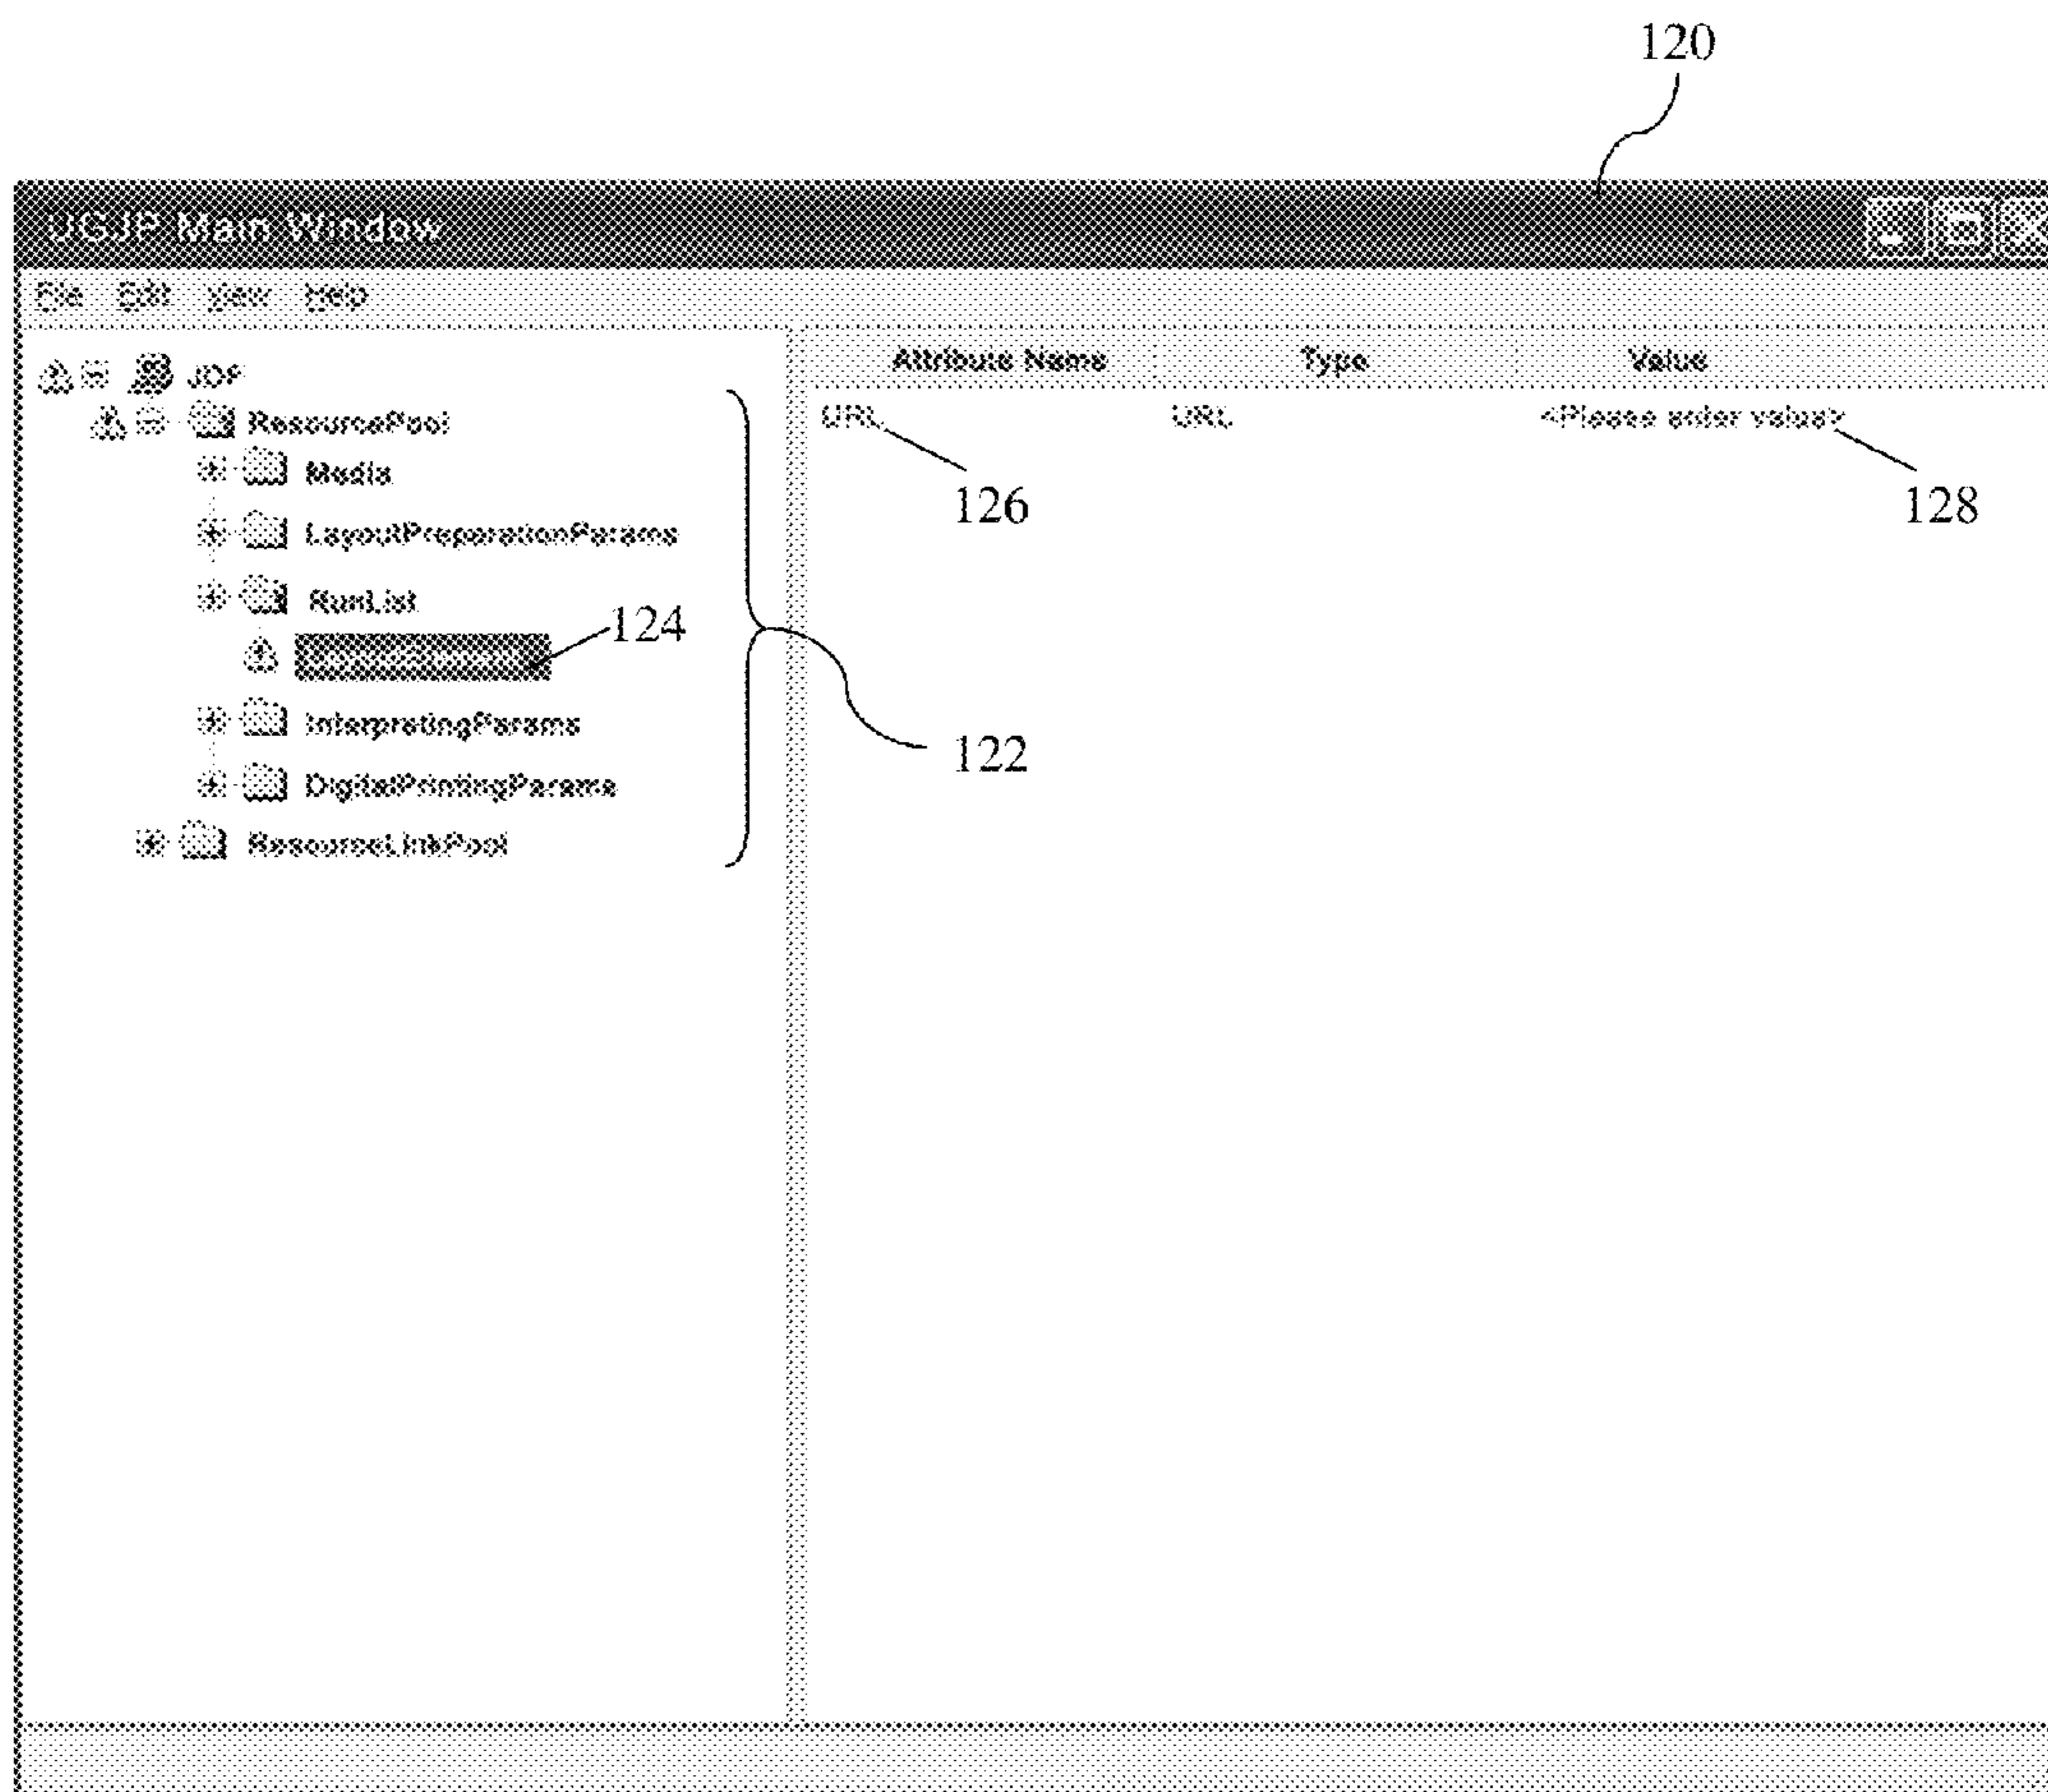 120
UGJP Main Window
File Edit View Help
JDF
Attribute Name Type Value
ResourcePool
URL URL <Please enter value>
Media
126 128
LayoutPreparationParams
RunList
124
InterpretingParams
122
DigitalPrintingParams
ResourceLinkPool